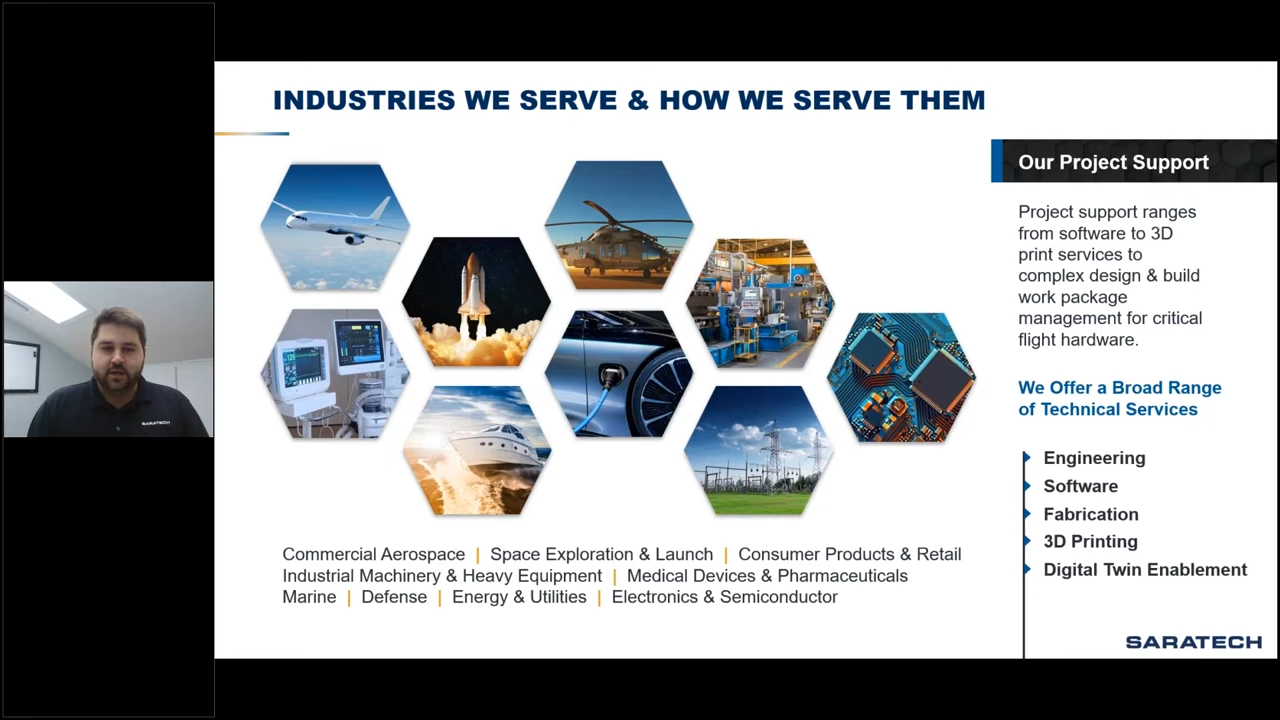 INDUSTRIES WE SERVE & HOW WE SERVE THEM
Our Project Support
Project support ranges
from software to 3D
print services to
complex design & build
work package
management for critical
flight hardware.
We Offer a Broad Range
of Technical Services
Engineering
Software
Fabrication
3D Printing
Digital Twin Enablement
Commercial Aerospace | Space Exploration & Launch | Consumer Products & Retail
Industrial Machinery & Heavy Equipment | Medical Devices & Pharmaceuticals
Marine | Defense | Energy & Utilities | Electronics & Semiconductor
SARATECH
SARATECH